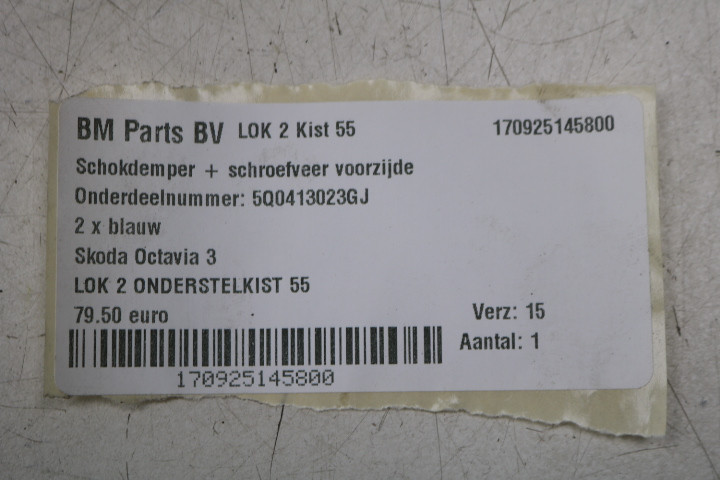 BM Parts BV LOK 2 Kist 55 170925145800
Schokdemper + schroefveer voorzijde
Onderdeelnummer: 5Q0413023GJ
2 x blauw
Skoda Octavia 3
LOK 2 ONDERSTELKIST 55
79.50 euro Verz: 15
Aantal: 1
170925145800